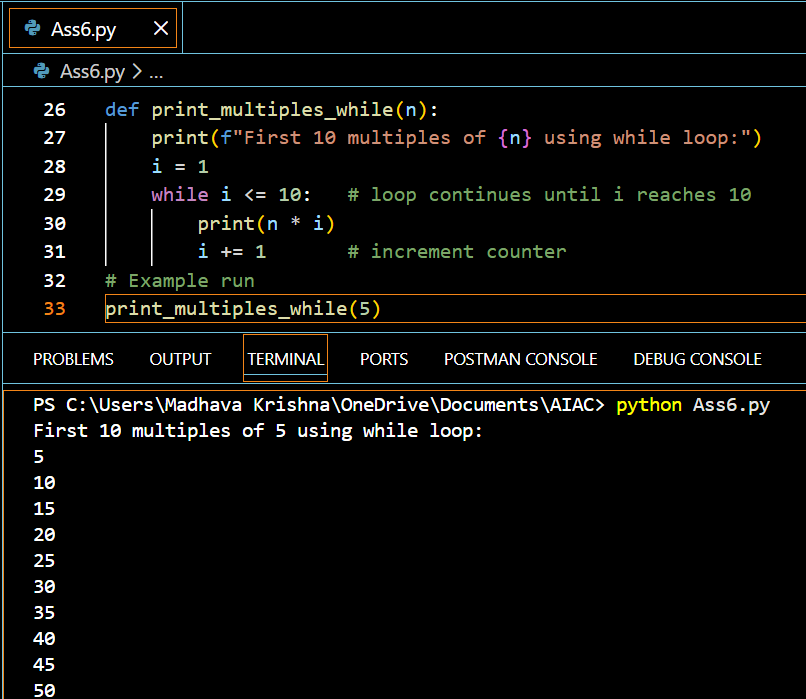 Ass6.py
Ass6.py > ...
26 def print_multiples_while(n):
27     print(f"First 10 multiples of {n} using while loop:")
28     i = 1
29     while i <= 10:   # loop continues until i reaches 10
30         print(n * i)
31         i += 1       # increment counter
32 # Example run
33 print_multiples_while(5)
PROBLEMS OUTPUT TERMINAL PORTS POSTMAN CONSOLE DEBUG CONSOLE
PS C:\Users\Madhava Krishna\OneDrive\Documents\AIAC> python Ass6.py
First 10 multiples of 5 using while loop:
5
10
15
20
25
30
35
40
45
50